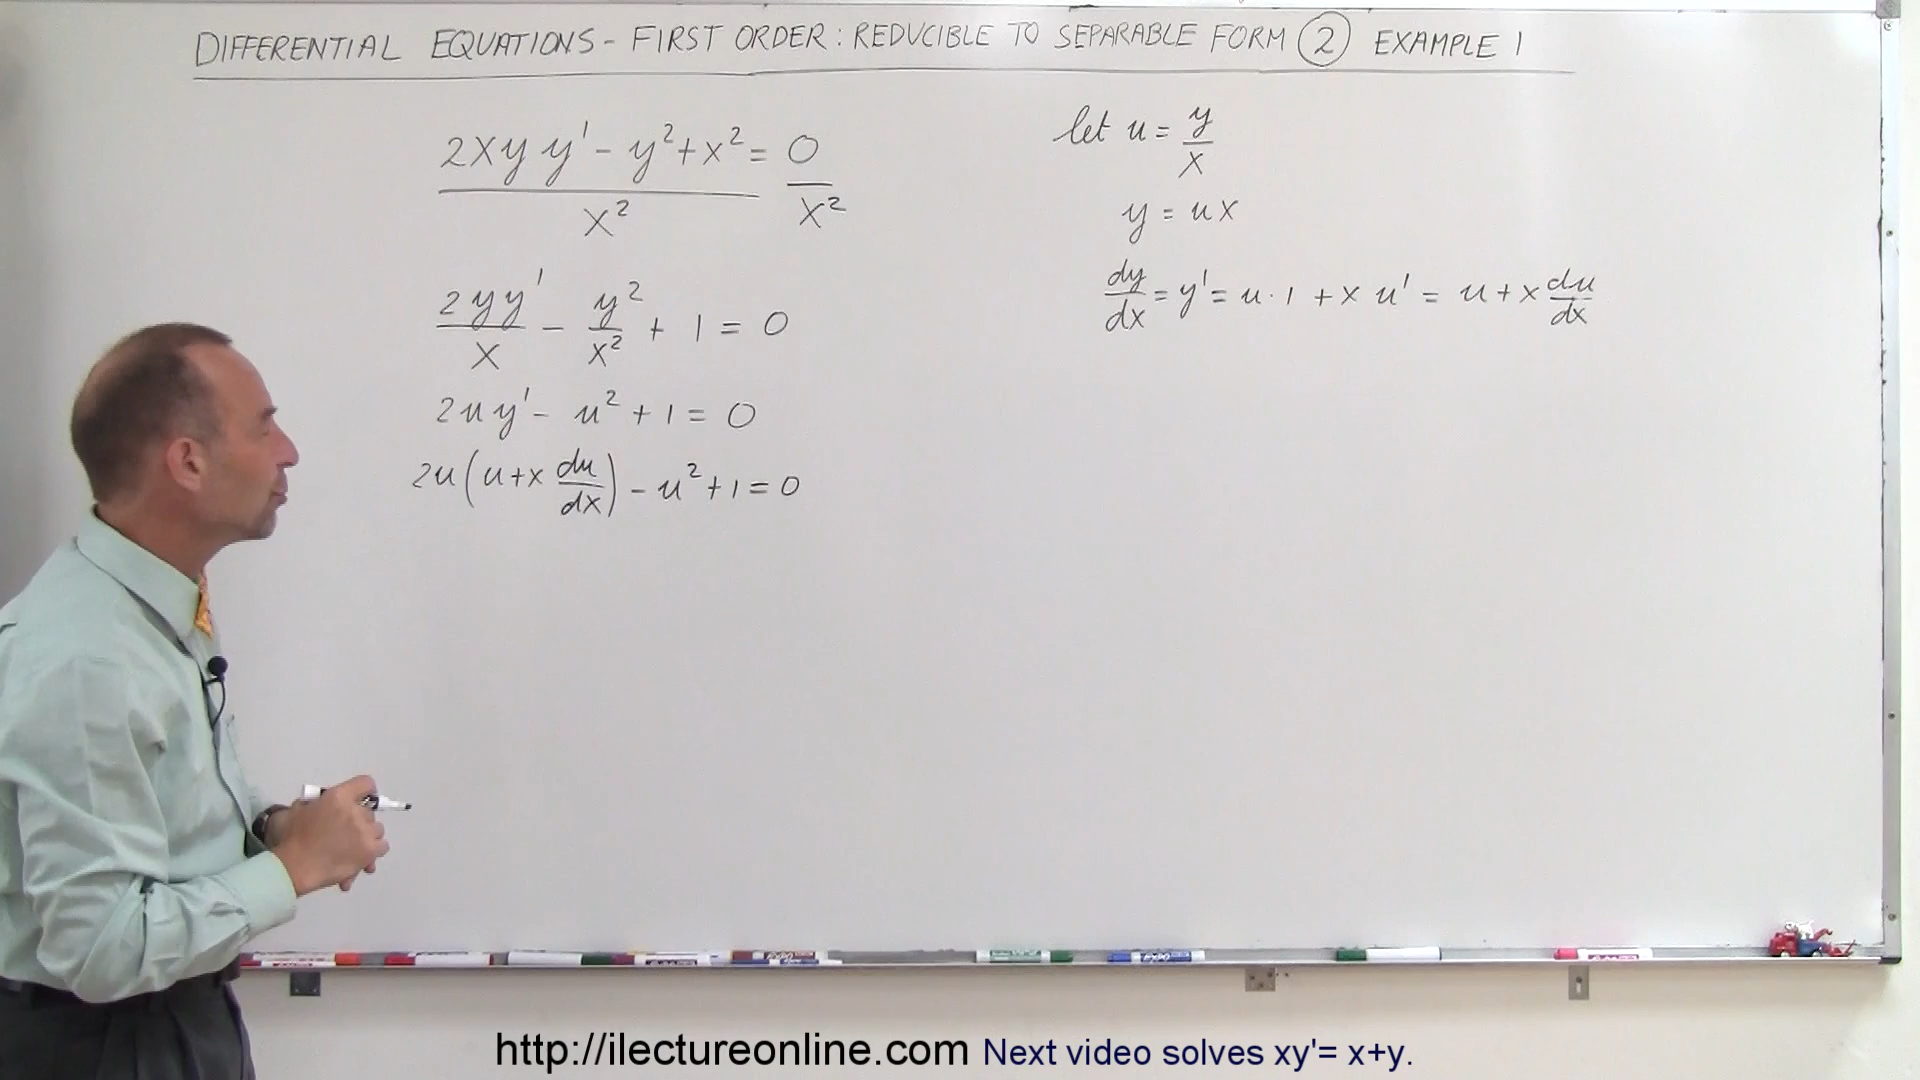 DIFFERENTIAL EQUATIONS - FIRST ORDER: REDUCIBLE TO SEPARABLE FORM ② EXAMPLE 1
2xy y' - y² + x² = 0
x² x²
2yy'/x - y²/x² + 1 = 0
2uy' - u² + 1 = 0
2u(u + x du/dx) - u² + 1 = 0
let u = y/x
y = ux
dy/dx = y' = u · 1 + x u' = u + x du/dx
http://ilectureonline.com Next video solves xy'= x+y.